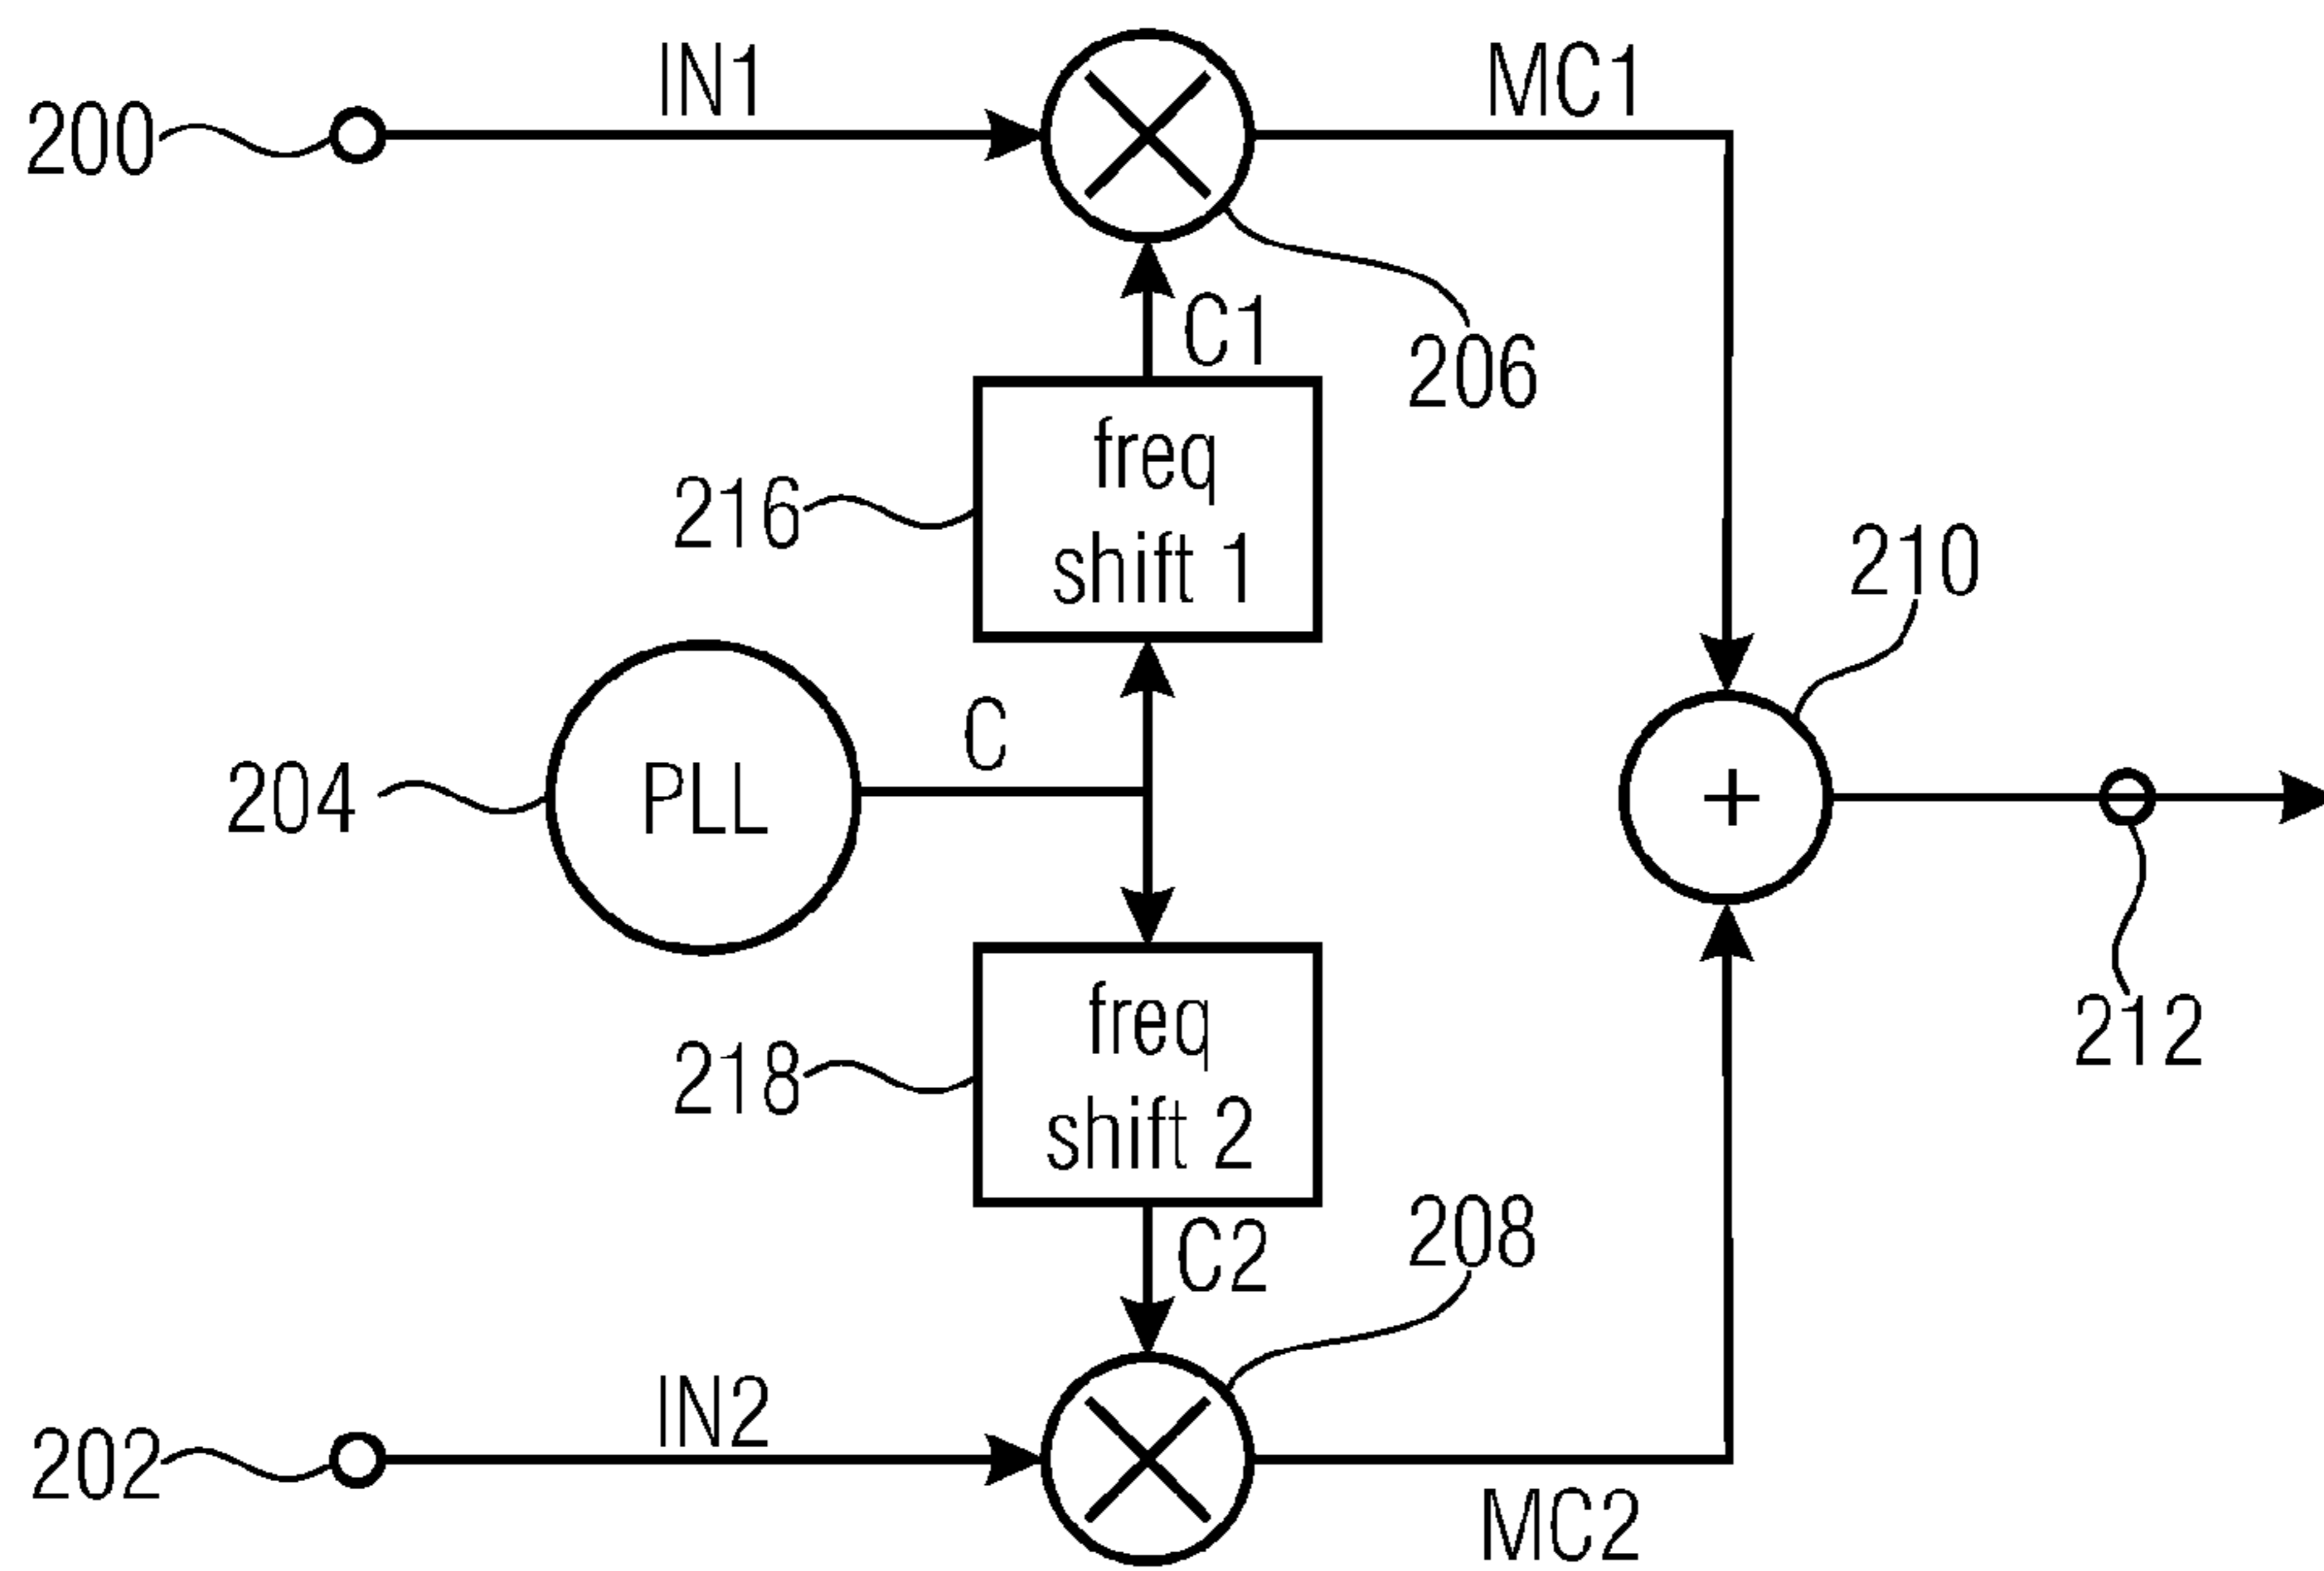 IN1
MC1
200
C1
206
freq
shift 1
216
210
C
204
PLL
freq
shift 2
218
212
C2
208
IN2
202
MC2
+